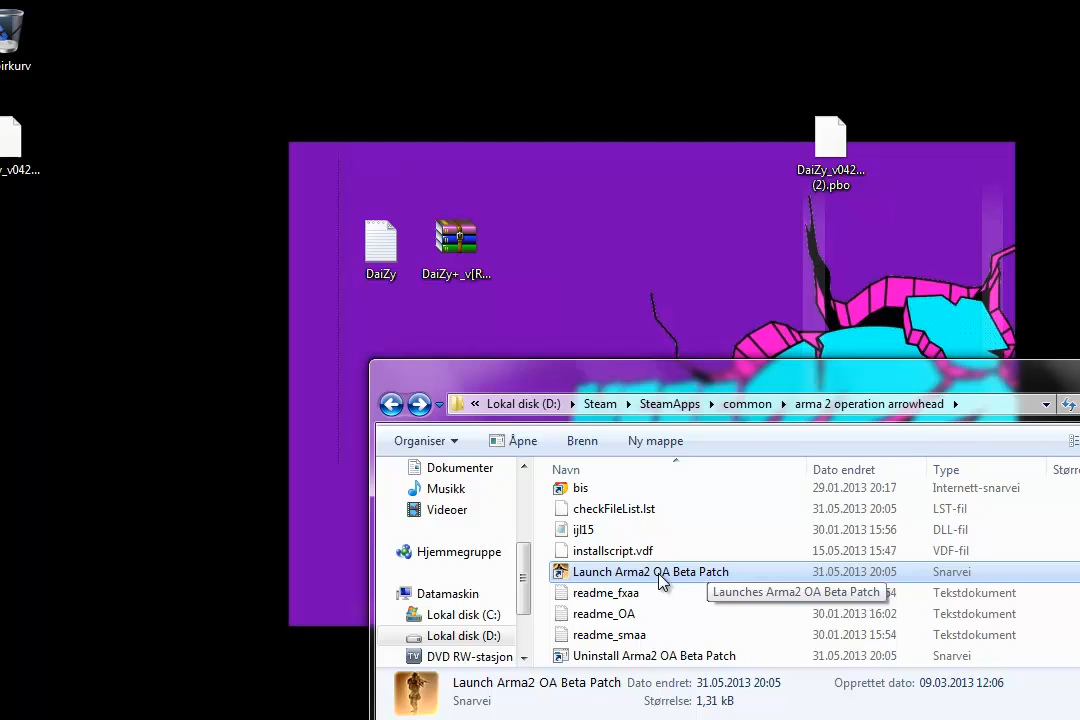 irkurv
_v042...
DaiZy_v042...
(2).pbo
DaiZy
DaiZy+_v[R...
« Lokal disk (D:) Steam SteamApps common arma 2 operation arrowhead
Organiser Åpne Brenn Ny mappe
Navn Dato endret Type Større
Dokumenter
Musikk
Videoer
Hjemmegruppe
Datamaskin
Lokal disk (C:)
Lokal disk (D:)
TV DVD RW-stasjon
bis 29.01.2013 20:17 Internett-snarvei
checkFileList.lst 31.05.2013 20:05 LST-fil
ijl15 30.01.2013 15:56 DLL-fil
installscript.vdf 15.05.2013 15:47 VDF-fil
Launch Arma2 OA Beta Patch 31.05.2013 20:05 Snarvei
readme_fxaa 54 Tekstdokument
Launches Arma2 OA Beta Patch
readme_OA 30.01.2013 16:02 Tekstdokument
readme_smaa 30.01.2013 15:54 Tekstdokument
Uninstall Arma2 OA Beta Patch 31.05.2013 20:05 Snarvei
Launch Arma2 OA Beta Patch Dato endret: 31.05.2013 20:05 Opprettet dato: 09.03.2013 12:06
Snarvei Størrelse: 1,31 kB